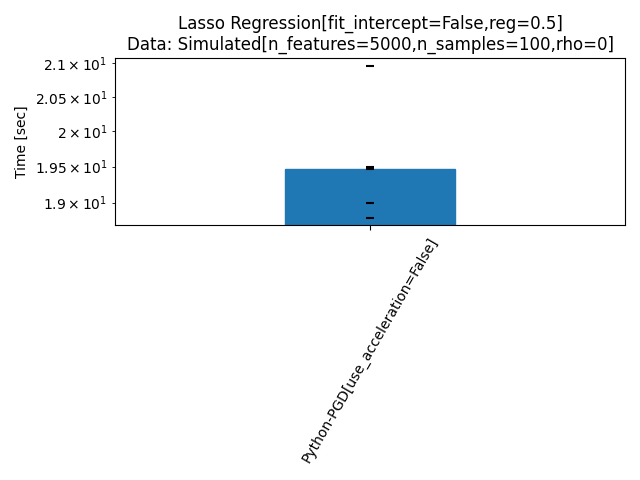 Lasso Regression[fit_intercept=False,reg=0.5]
Data: Simulated[n_features=5000,n_samples=100,rho=0]
Time [sec]
2.1 × 10¹
2.05 × 10¹
2 × 10¹
1.95 × 10¹
1.9 × 10¹
Python-PGD[use_acceleration=False]